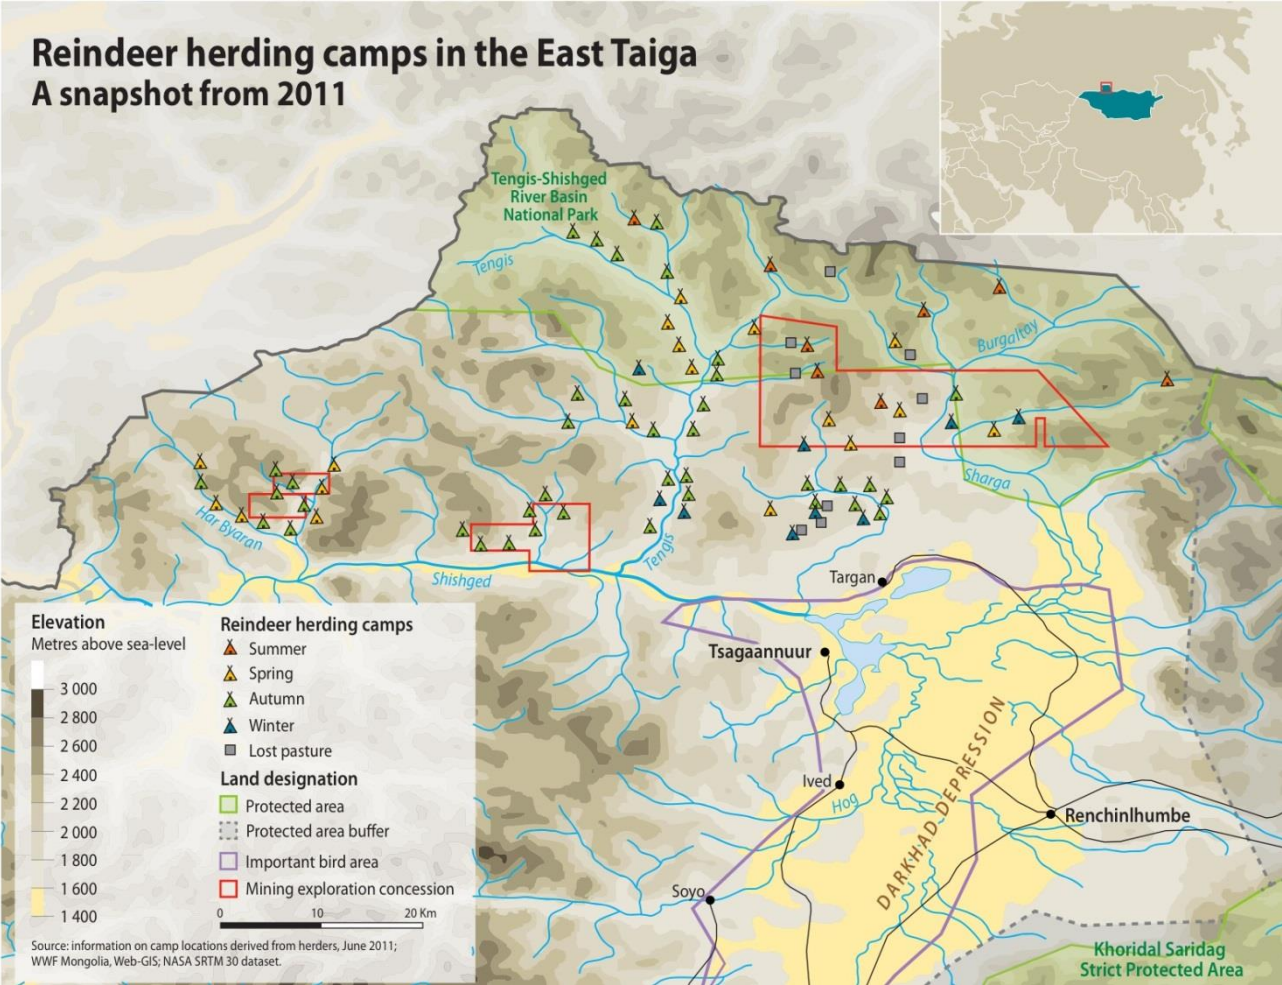 Reindeer herding camps in the East Taiga
A snapshot from 2011
Tengis-Shishged
River Basin
National Park
Tengis
Burgaltay
Sharga
Har Byaran
Shishged
Tengis
Targan
Tsagaannuur
Ived
Hog
DARKHAD DEPRESSION
Renchinlhumbe
Soyo
Khoridal Saridag
Strict Protected Area
Elevation
Metres above sea-level
3 000
2 800
2 600
2 400
2 200
2 000
1 800
1 600
1 400
Reindeer herding camps
Summer
Spring
Autumn
Winter
Lost pasture
Land designation
Protected area
Protected area buffer
Important bird area
Mining exploration concession
0 10 20 Km
Source: information on camp locations derived from herders, June 2011;
WWF Mongolia, Web-GIS; NASA SRTM 30 dataset.